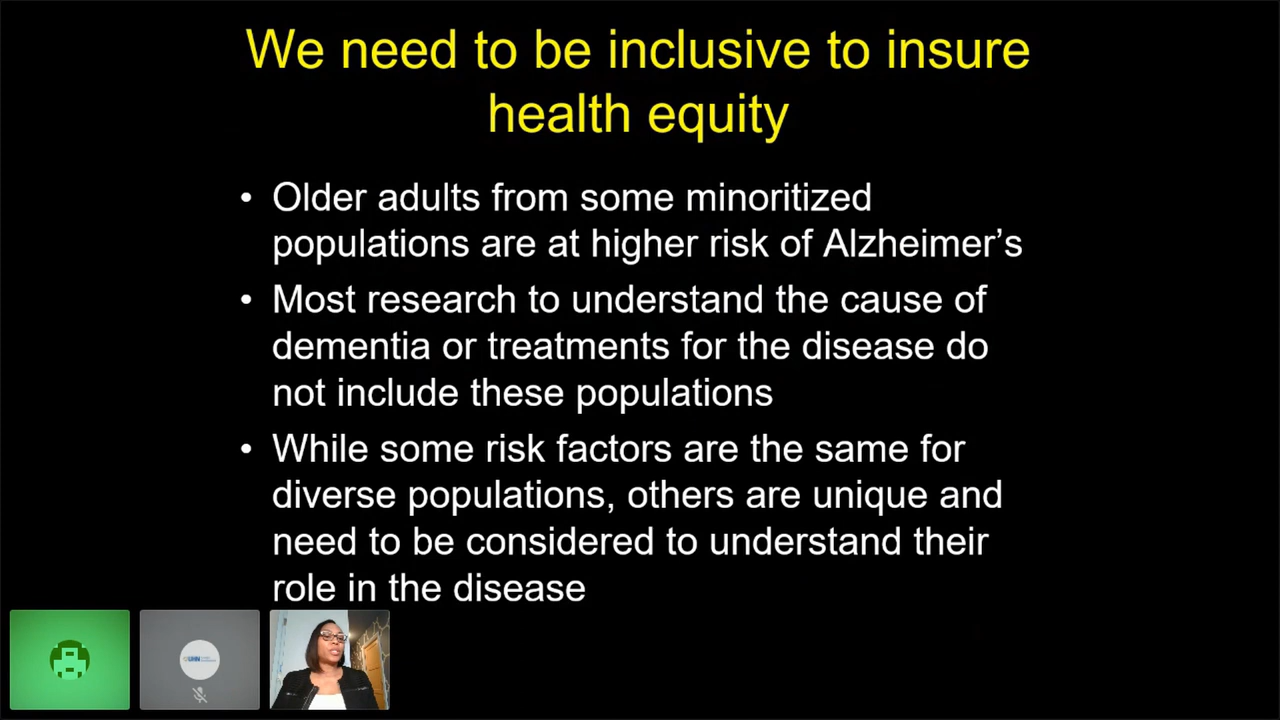 We need to be inclusive to insure
health equity
• Older adults from some minoritized
populations are at higher risk of Alzheimer's
• Most research to understand the cause of
dementia or treatments for the disease do
not include these populations
• While some risk factors are the same for
diverse populations, others are unique and
need to be considered to understand their
role in the disease